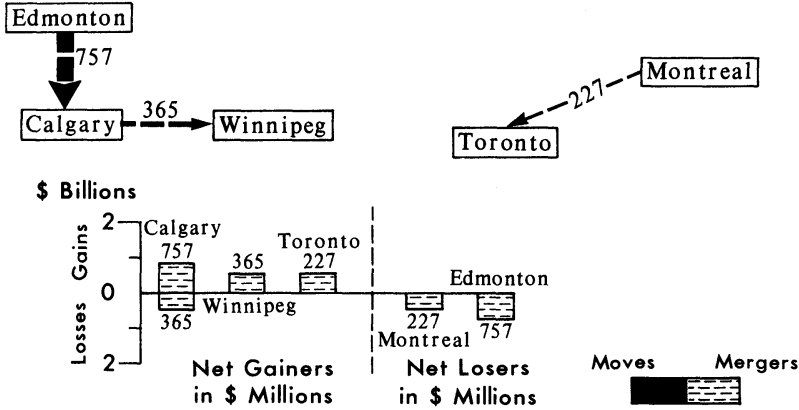 Edmonton
757
Montreal
227
Calgary
365
Winnipeg
Toronto
$ Billions
Gains
Losses
2
0
2
Calgary
757
365
365
Winnipeg
Toronto
227
227
Montreal
Edmonton
757
Net Gainers
in $ Millions
Net Losers
in $ Millions
Moves
Mergers